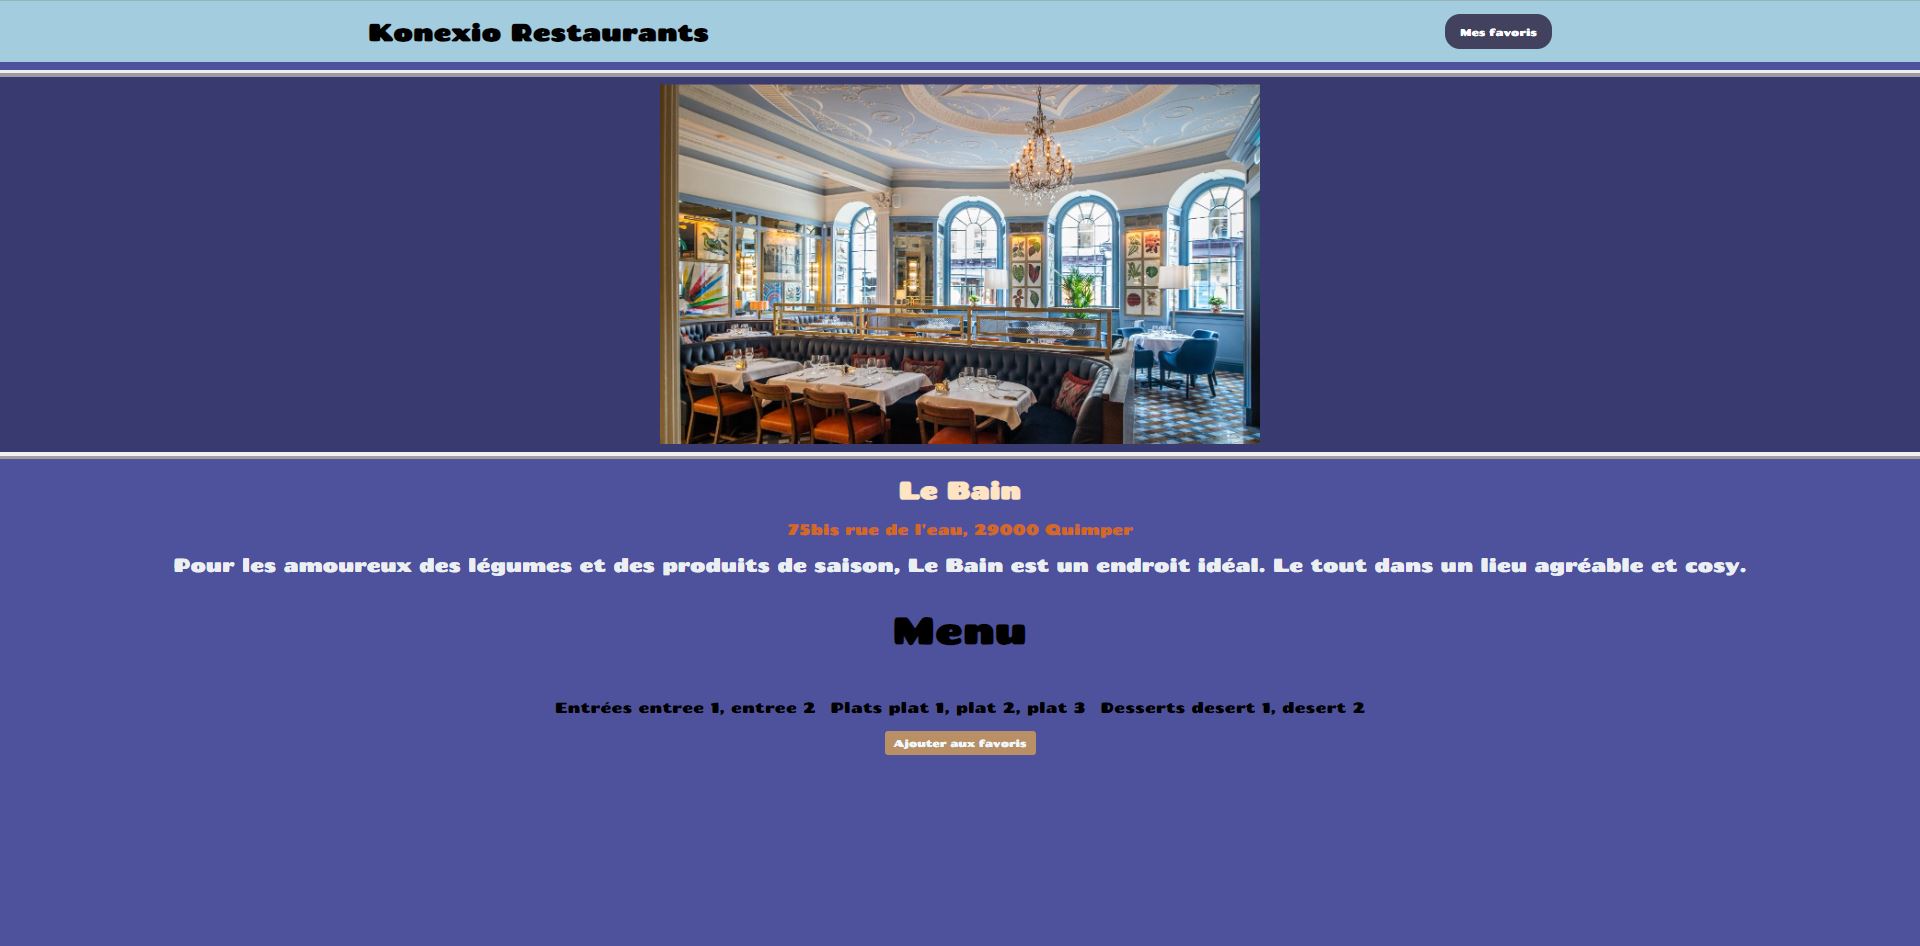 Konexio Restaurants
Mes favoris
Le Bain
75bis rue de l'eau, 29000 Quimper
Pour les amoureux des légumes et des produits de saison, Le Bain est un endroit idéal. Le tout dans un lieu agréable et cosy.
Menu
Entrées entree 1, entree 2 Plats plat 1, plat 2, plat 3 Desserts desert 1, desert 2
Ajouter aux favoris